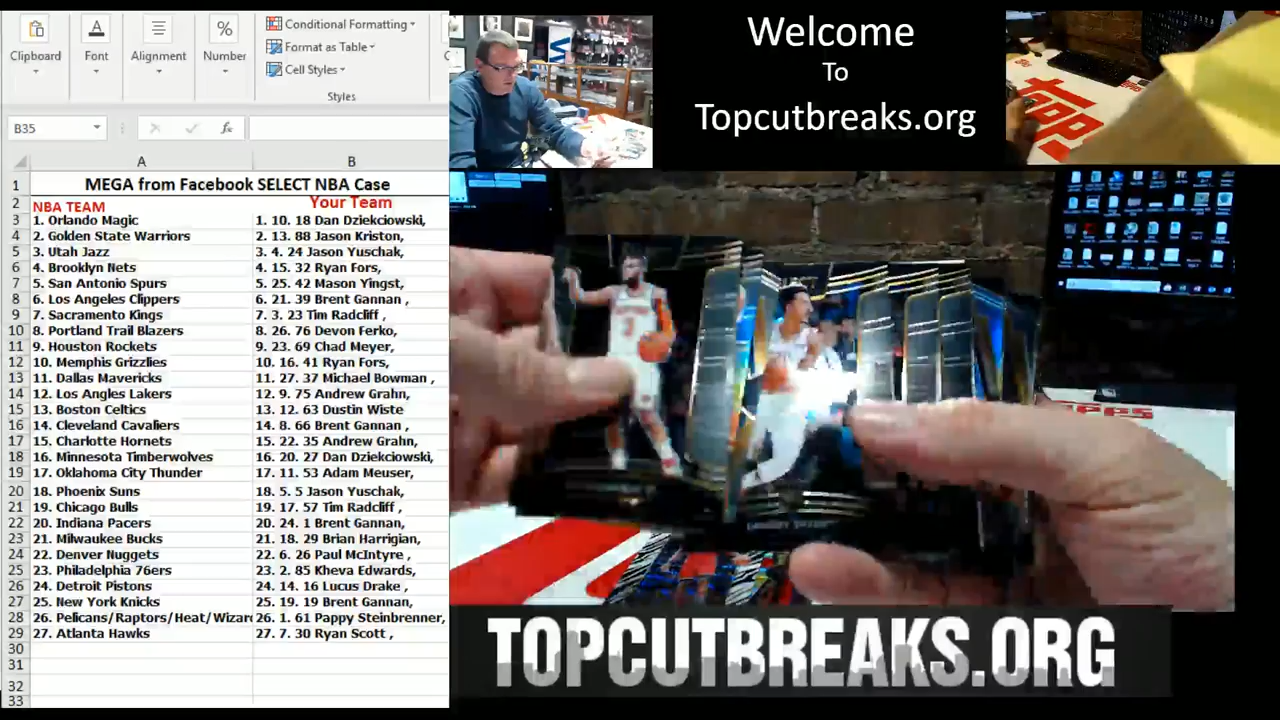 Clipboard
Font
Alignment
Number
Conditional Formatting
Format as Table
Cell Styles
Styles
B35
fx
A B
1 MEGA from Facebook SELECT NBA Case
2 NBA TEAM Your Team
3 1. Orlando Magic 1. 10. 18 Dan Dziekciowski,
4 2. Golden State Warriors 2. 13. 88 Jason Kriston,
5 3. Utah Jazz 3. 4. 24 Jason Yuschak,
6 4. Brooklyn Nets 4. 15. 32 Ryan Fors,
7 5. San Antonio Spurs 5. 25. 42 Mason Yingst,
8 6. Los Angeles Clippers 6. 21. 39 Brent Gannan ,
9 7. Sacramento Kings 7. 3. 23 Tim Radcliff ,
10 8. Portland Trail Blazers 8. 26. 76 Devon Ferko,
11 9. Houston Rockets 9. 23. 69 Chad Meyer,
12 10. Memphis Grizzlies 10. 16. 41 Ryan Fors,
13 11. Dallas Mavericks 11. 27. 37 Michael Bowman ,
14 12. Los Angles Lakers 12. 9. 75 Andrew Grahn,
15 13. Boston Celtics 13. 12. 63 Dustin Wiste
16 14. Cleveland Cavaliers 14. 8. 66 Brent Gannan ,
17 15. Charlotte Hornets 15. 22. 35 Andrew Grahn,
18 16. Minnesota Timberwolves 16. 20. 27 Dan Dziekciowski,
19 17. Oklahoma City Thunder 17. 11. 53 Adam Meuser,
20 18. Phoenix Suns 18. 5. 5 Jason Yuschak,
21 19. Chicago Bulls 19. 17. 57 Tim Radcliff ,
22 20. Indiana Pacers 20. 24. 1 Brent Gannan,
23 21. Milwaukee Bucks 21. 18. 29 Brian Harrigian,
24 22. Denver Nuggets 22. 6. 26 Paul McIntyre ,
25 23. Philadelphia 76ers 23. 2. 85 Kheva Edwards,
26 24. Detroit Pistons 24. 14. 16 Lucus Drake ,
27 25. New York Knicks 25. 19. 19 Brent Gannan,
28 26. Pelicans/Raptors/Heat/Wizar 26. 1. 61 Pappy Steinbrenner,
29 27. Atlanta Hawks 27. 7. 30 Ryan Scott ,
30
31
32
33
Welcome
To
Topcutbreaks.org
TOPPS
TOPCUTBREAKS.ORG